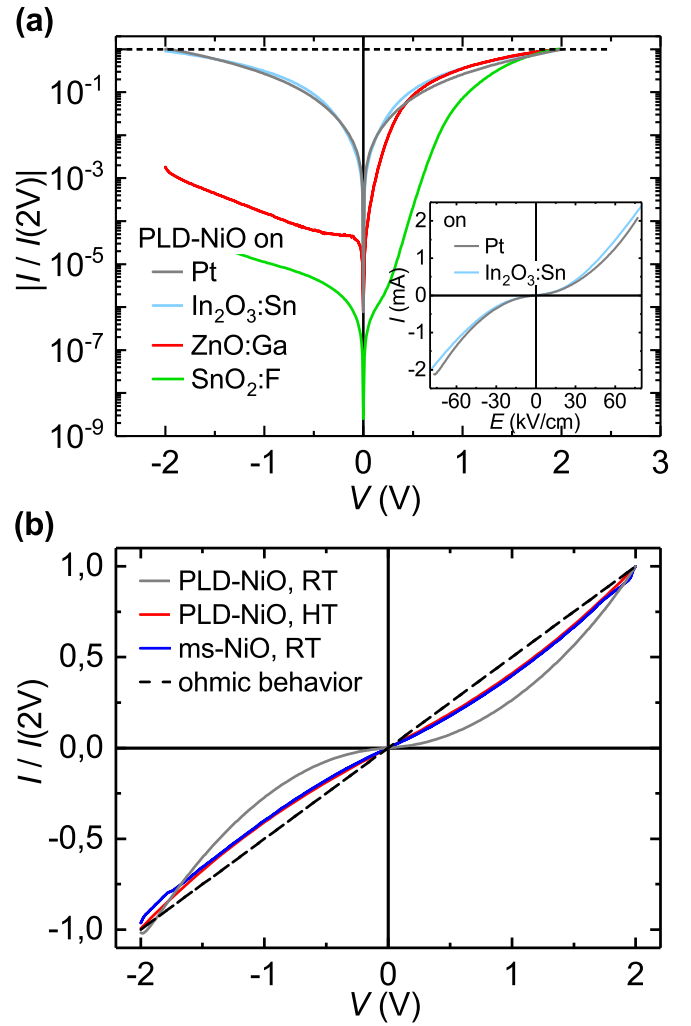 (a)
|I / I(2V)|
10⁻¹
10⁻³
10⁻⁵
10⁻⁷
10⁻⁹
PLD-NiO on
Pt
In₂O₃:Sn
ZnO:Ga
SnO₂:F
-2 -1 0 1 2 3
V (V)
on
Pt
In₂O₃:Sn
I (mA)
2
1
0
-1
-2
-60 -30 0 30 60
E (kV/cm)
(b)
I / I(2V)
1,0
0,5
0,0
-0,5
-1,0
PLD-NiO, RT
PLD-NiO, HT
ms-NiO, RT
ohmic behavior
-2 -1 0 1 2
V (V)